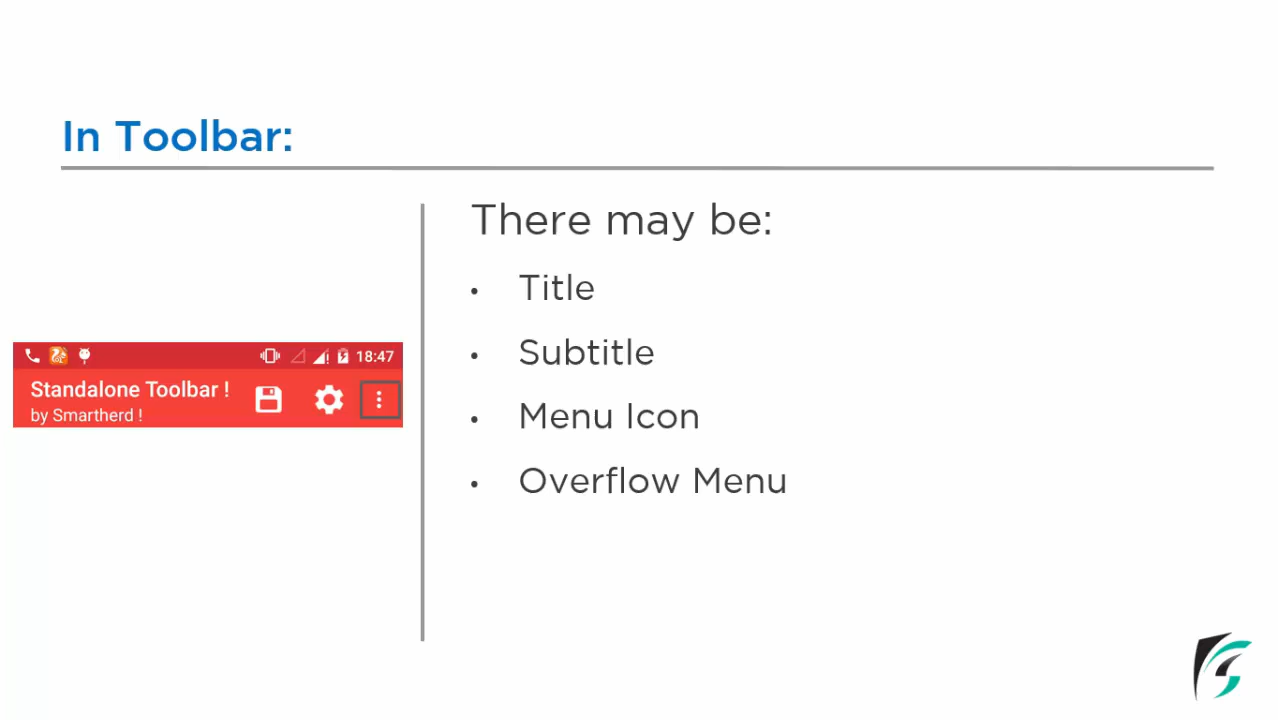 In Toolbar:
There may be:
• Title
• Subtitle
• Menu Icon
• Overflow Menu
18:47
Standalone Toolbar !
by Smartherd !